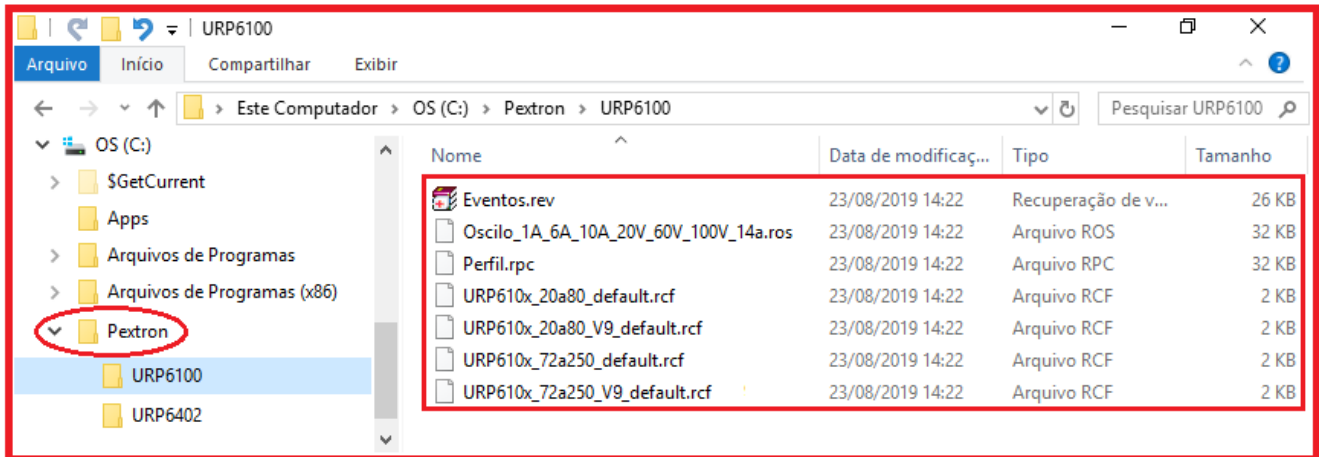 URP6100
Arquivo Início Compartilhar Exibir
Este Computador > OS (C:) > Pextron > URP6100 Pesquisar URP6100
OS (C:)
$GetCurrent
Apps
Arquivos de Programas
Arquivos de Programas (x86)
Pextron
URP6100
URP6402
Nome Data de modificaç... Tipo Tamanho
Eventos.rev 23/08/2019 14:22 Recuperação de v... 26 KB
Oscilo_1A_6A_10A_20V_60V_100V_14a.ros 23/08/2019 14:22 Arquivo ROS 32 KB
Perfil.rpc 23/08/2019 14:22 Arquivo RPC 32 KB
URP610x_20a80_default.rcf 23/08/2019 14:22 Arquivo RCF 2 KB
URP610x_20a80_V9_default.rcf 23/08/2019 14:22 Arquivo RCF 2 KB
URP610x_72a250_default.rcf 23/08/2019 14:22 Arquivo RCF 2 KB
URP610x_72a250_V9_default.rcf 23/08/2019 14:22 Arquivo RCF 2 KB